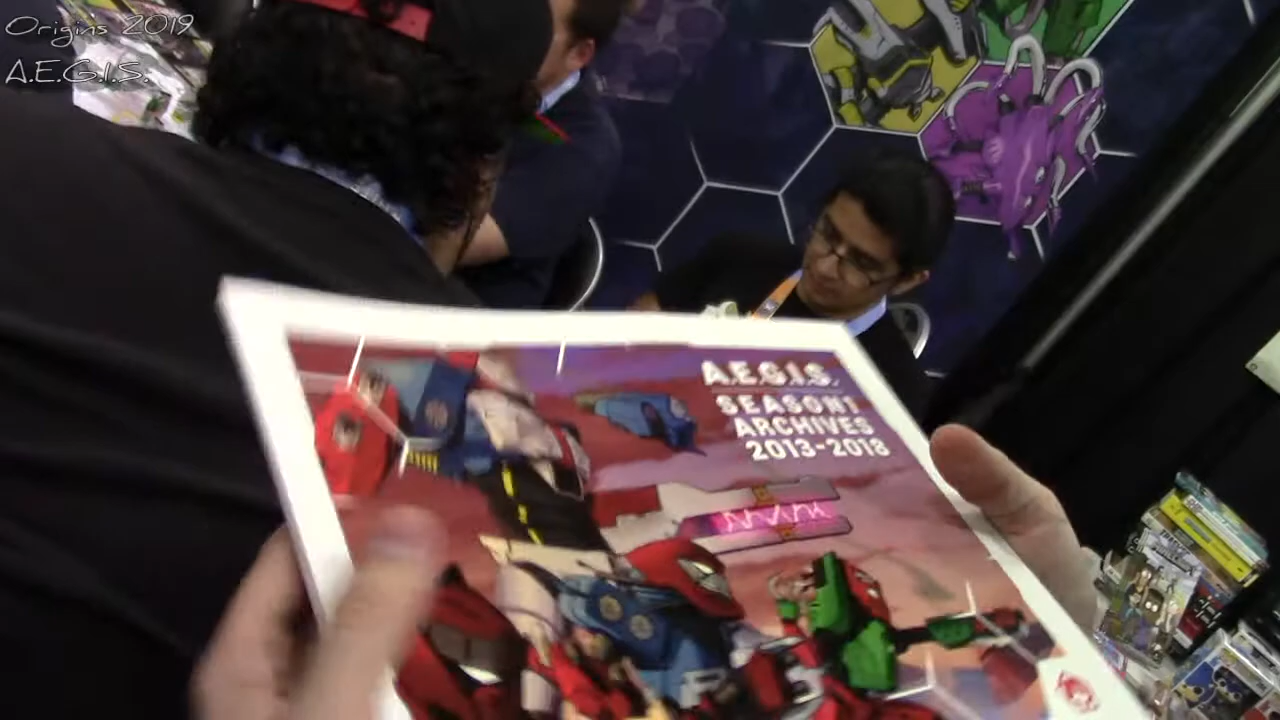 Origins 2019
A.E.G.I.S.
A.E.G.I.S.
SEASON 1
ARCHIVES
2013-2018